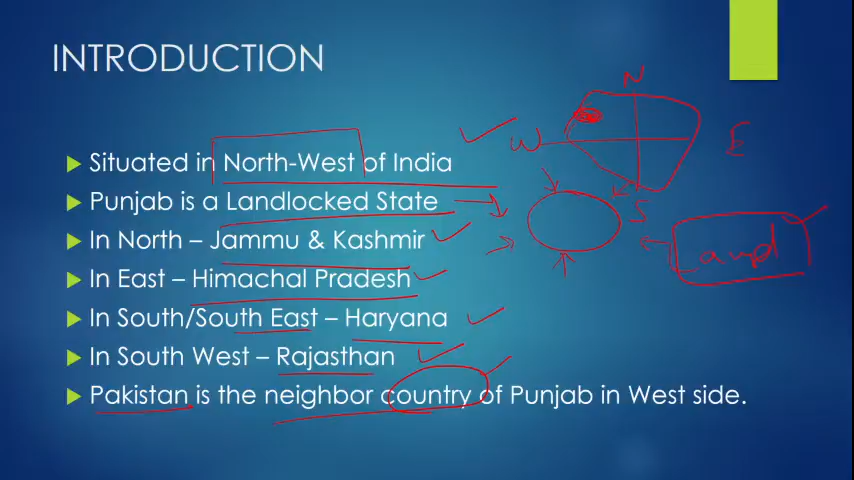 INTRODUCTION
Situated in North-West of India
Punjab is a Landlocked State
In North – Jammu & Kashmir
In East – Himachal Pradesh
In South/South East – Haryana
In South West – Rajasthan
Pakistan is the neighbor country of Punjab in West side.
N
W
E
S
Land